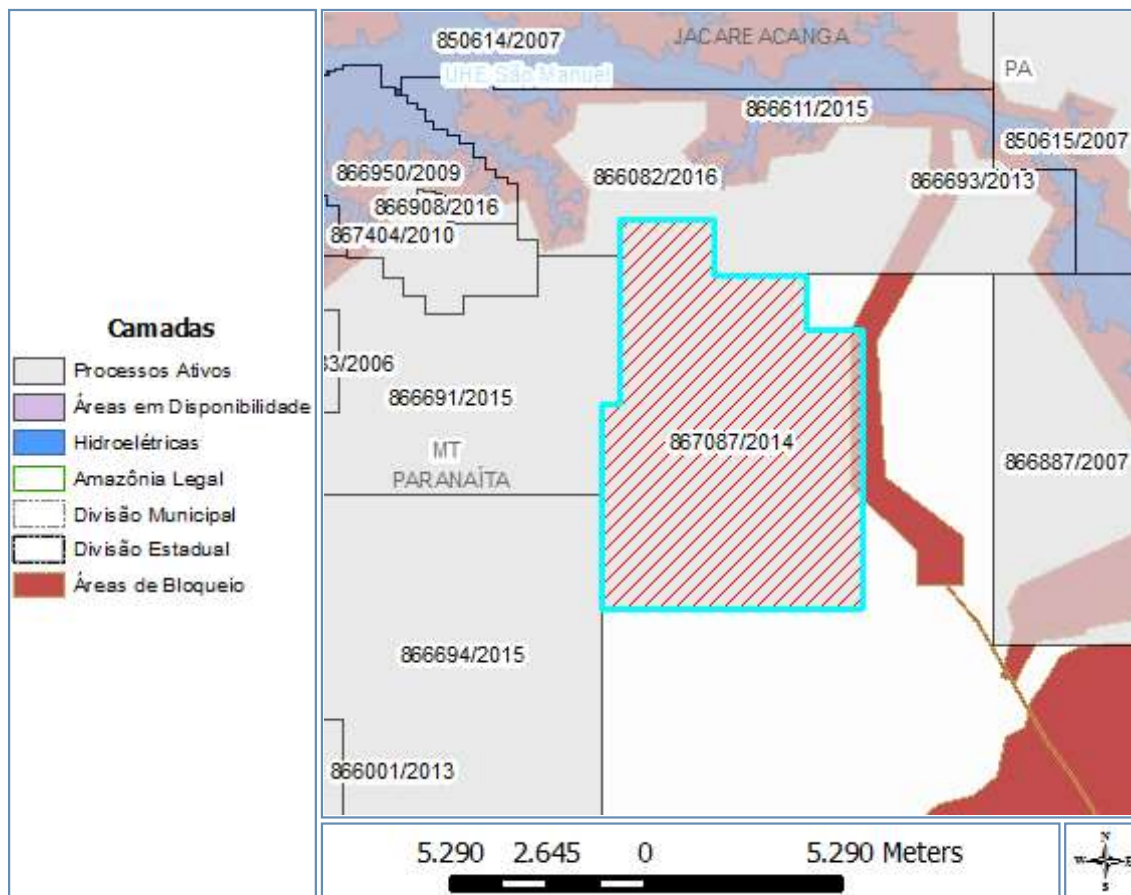 Camadas
Processos Ativos
Áreas em Disponibilidade
Hidroelétricas
Amazônia Legal
Divisão Municipal
Divisão Estadual
Áreas de Bloqueio
850614/2007
JACAREACANGA
UHE São Manuel
PA
866611/2015
850615/2007
866950/2009
866082/2016
866693/2013
866908/2016
867404/2010
33/2006
866691/2015
867087/2014
MT
PARANAÍTA
866887/2007
866694/2015
866001/2013
5.290 2.645 0 5.290 Meters
N
W E
S